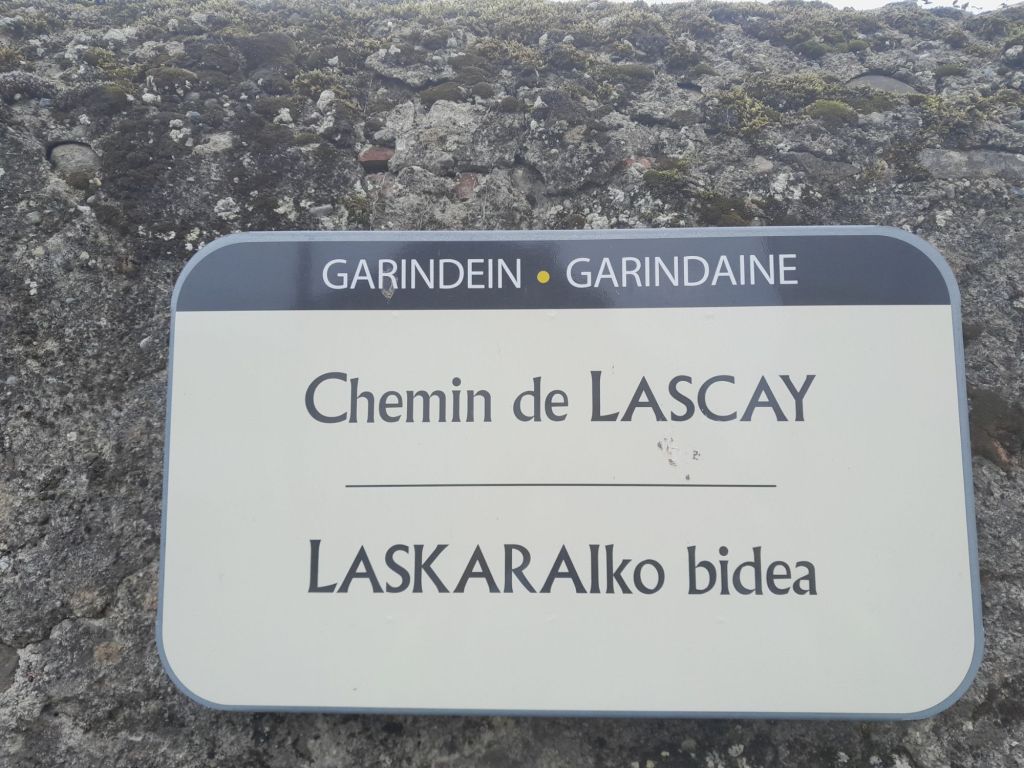 GARINDEIN • GARINDAINE
Chemin de LASCAY
LASKARAIko bidea